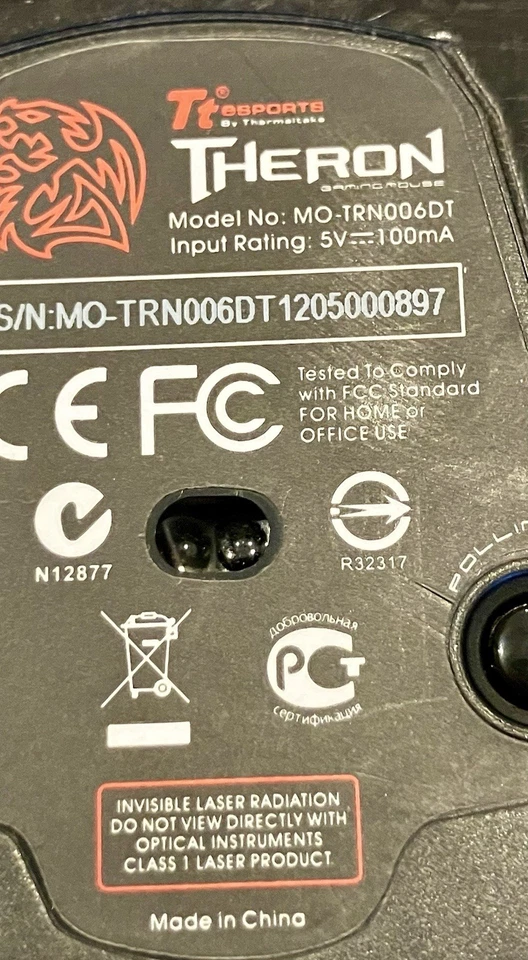 Tt® eSPORTS
By Thermaltake
THERON
GAMING MOUSE
Model No: MO-TRN006DT
Input Rating: 5V⎓100mA
S/N:MO-TRN006DT1205000897
CE FC
Tested To Comply
with FCC Standard
FOR HOME or
OFFICE USE
N12877
R32317
POLLIN
добровольная
РСТ
сертификация
INVISIBLE LASER RADIATION
DO NOT VIEW DIRECTLY WITH
OPTICAL INSTRUMENTS
CLASS 1 LASER PRODUCT
Made in China